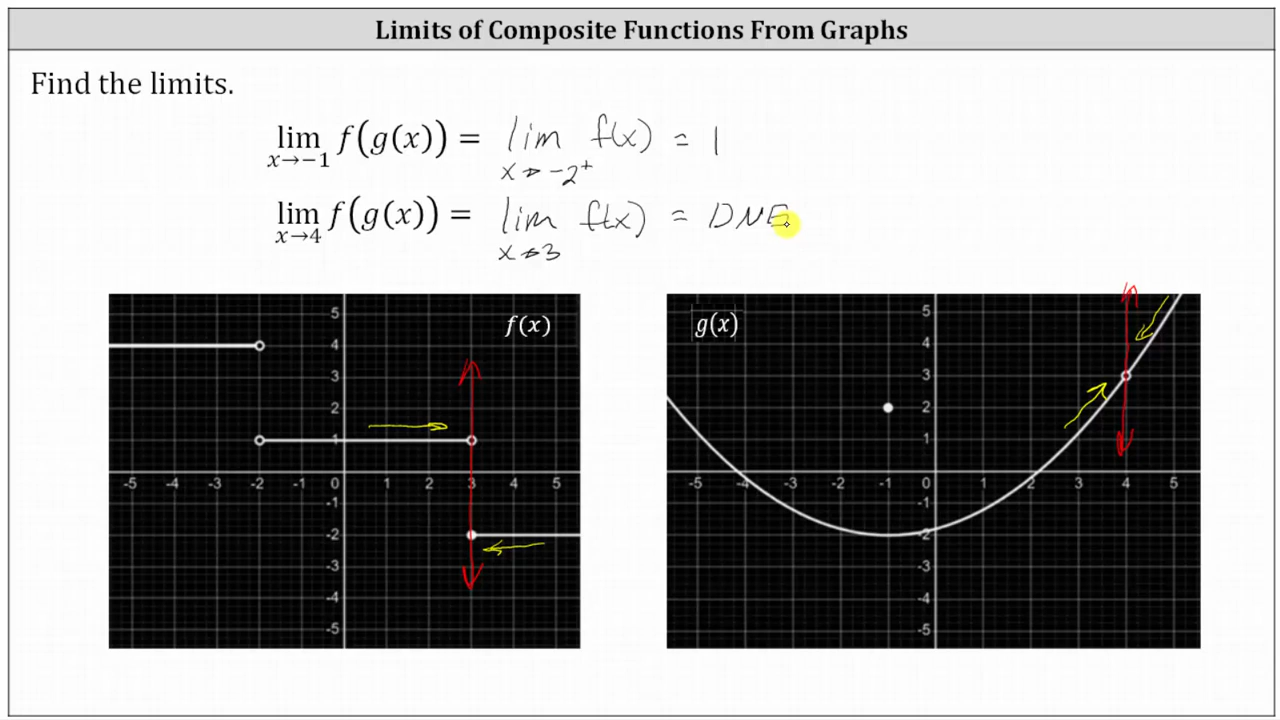 Limits of Composite Functions From Graphs
Find the limits.
lim x→-1 f(g(x)) = lim x→-2⁺ f(x) = 1
lim x→4 f(g(x)) = lim x→3 f(x) = DNE
f(x)
5
4
3
2
1
-5 -4 -3 -2 0 1 2 3 4 5
-1
-2
-3
-4
-5
g(x)
5
4
3
2
1
-5 -4 -3 -2 -1 0 1 2 3 4 5
-1
-2
-3
-4
-5